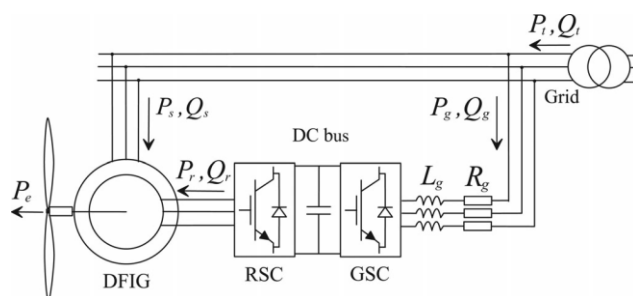 P_t, Q_t
Grid
P_s, Q_s
P_g, Q_g
DC bus
P_r, Q_r
L_g
R_g
P_e
DFIG
RSC
GSC